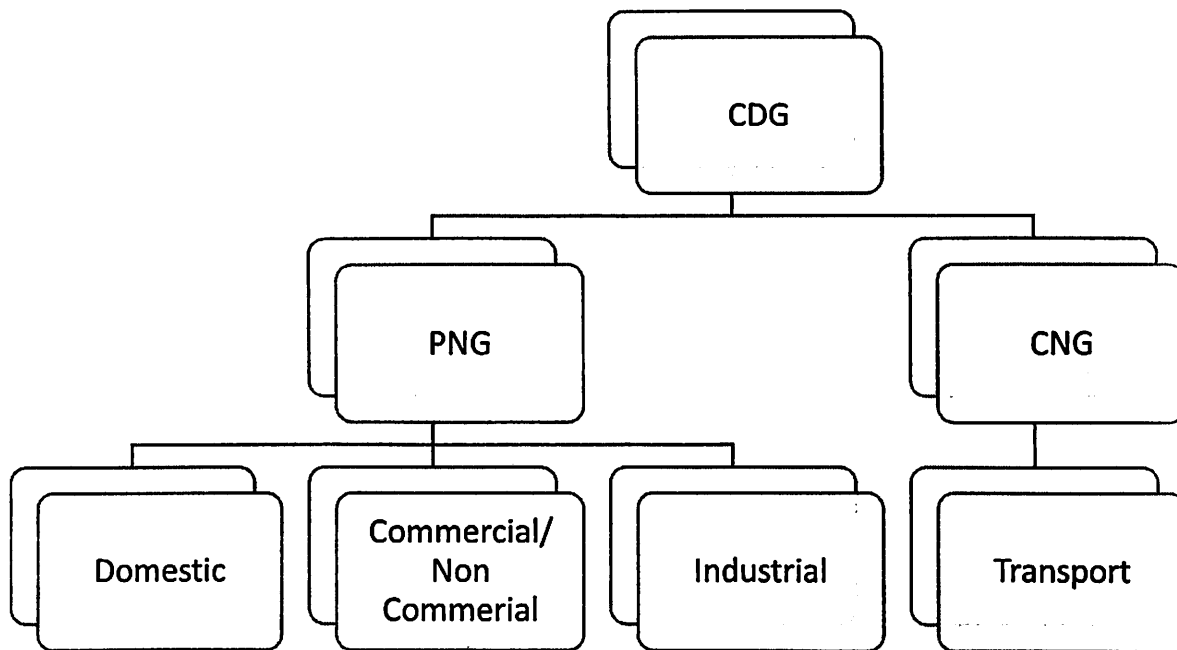 CDG
PNG
CNG
Domestic
Commercial/
Non
Commerial
Industrial
Transport